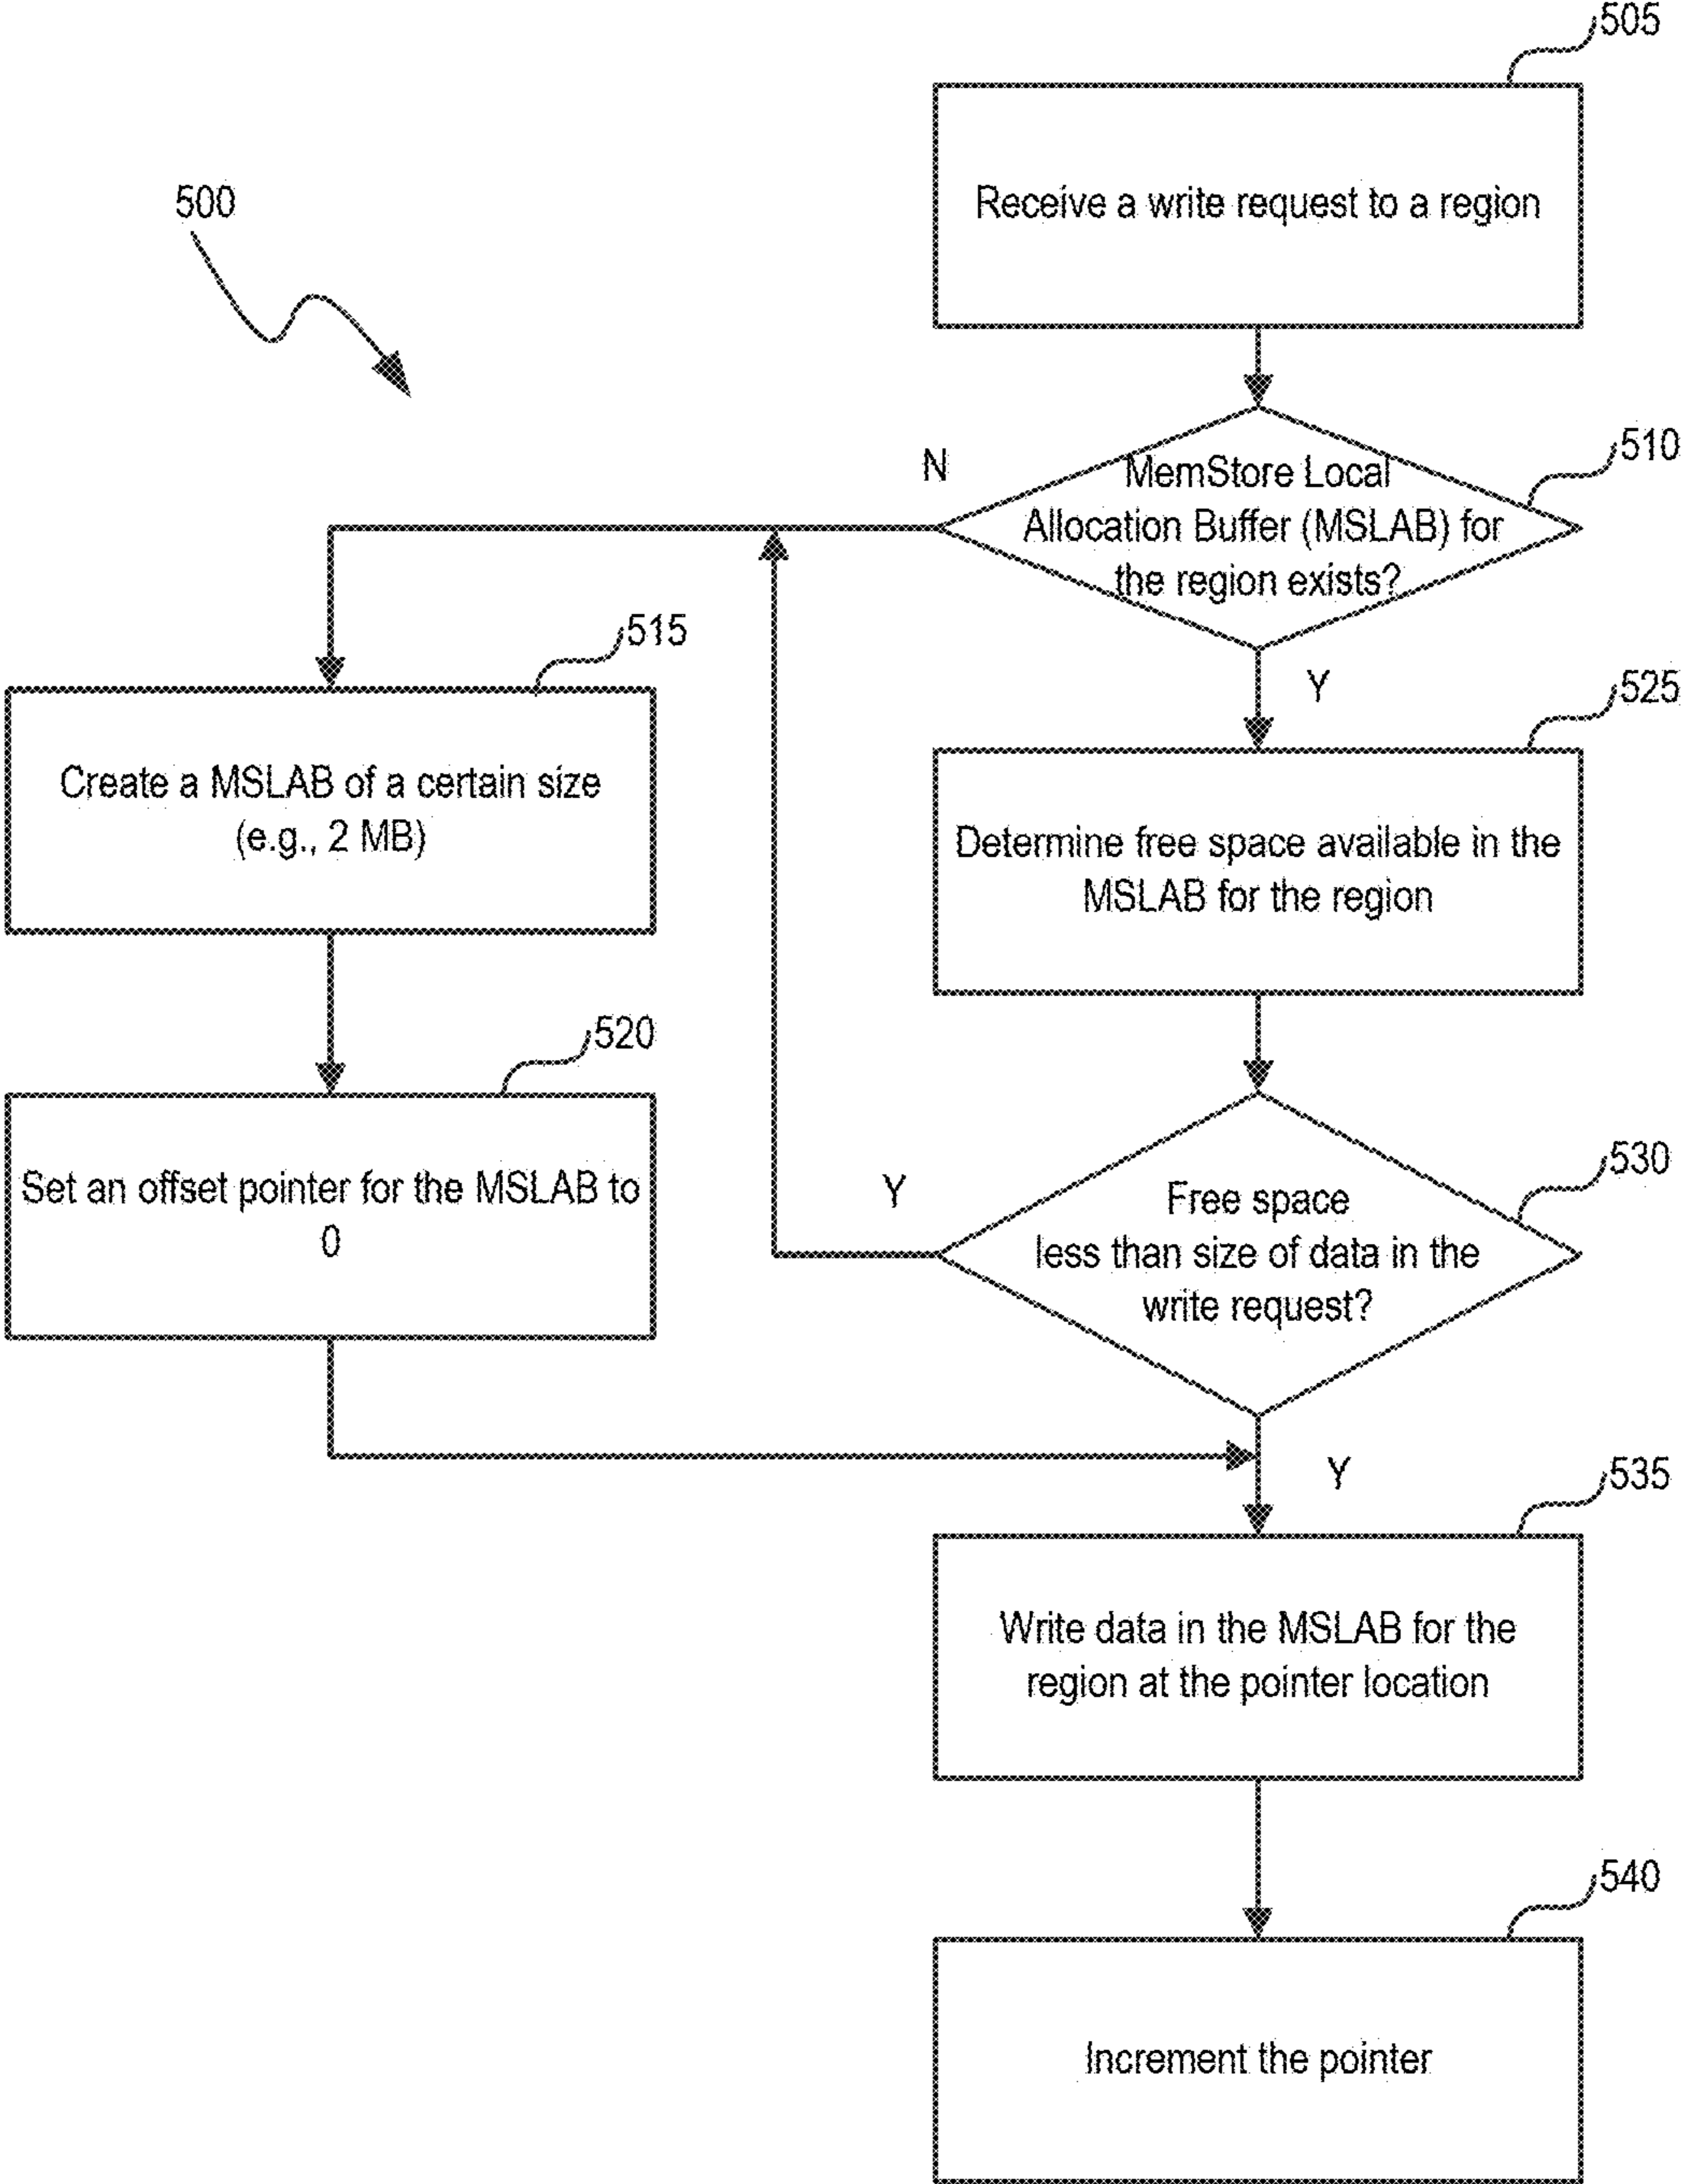 505
500
Receive a write request to a region
510
N
MemStore Local
Allocation Buffer (MSLAB) for
the region exists?
515
Y
525
Create a MSLAB of a certain size
(e.g., 2 MB)
Determine free space available in the
MSLAB for the region
520
530
Set an offset pointer for the MSLAB to
0
Y
Free space
less than size of data in the
write request?
Y
535
Write data in the MSLAB for the
region at the pointer location
540
Increment the pointer